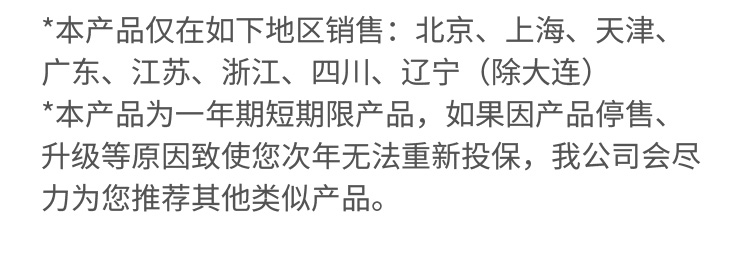 *本产品仅在如下地区销售：北京、上海、天津、
广东、江苏、浙江、四川、辽宁（除大连）
*本产品为一年期短期限产品，如果因产品停售、
升级等原因致使您次年无法重新投保，我公司会尽
力为您推荐其他类似产品。